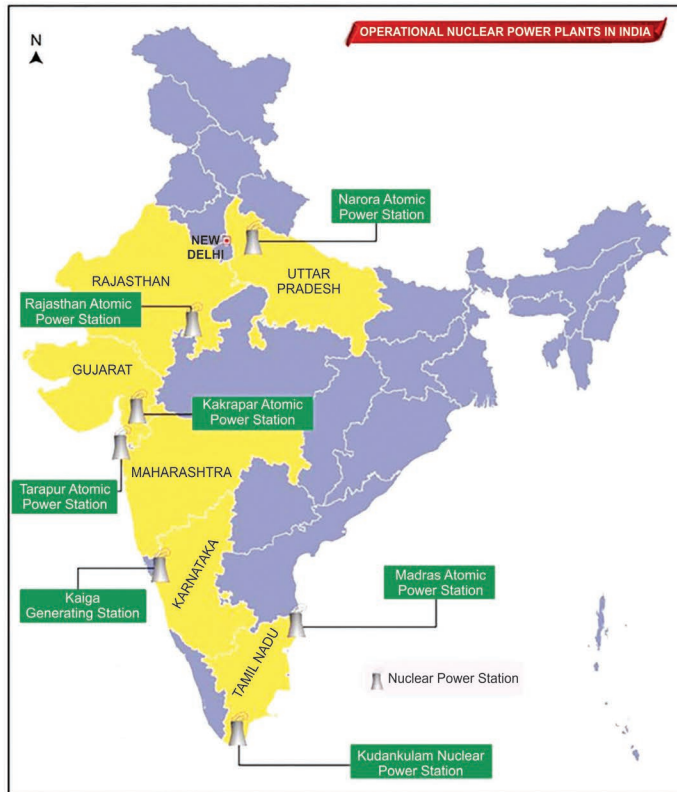 OPERATIONAL NUCLEAR POWER PLANTS IN INDIA
N
Narora Atomic
Power Station
NEW
DELHI
RAJASTHAN
UTTAR
PRADESH
Rajasthan Atomic
Power Station
GUJARAT
Kakrapar Atomic
Power Station
MAHARASHTRA
Tarapur Atomic
Power Station
KARNATAKA
Kaiga
Generating Station
Madras Atomic
Power Station
TAMIL NADU
Nuclear Power Station
Kudankulam Nuclear
Power Station